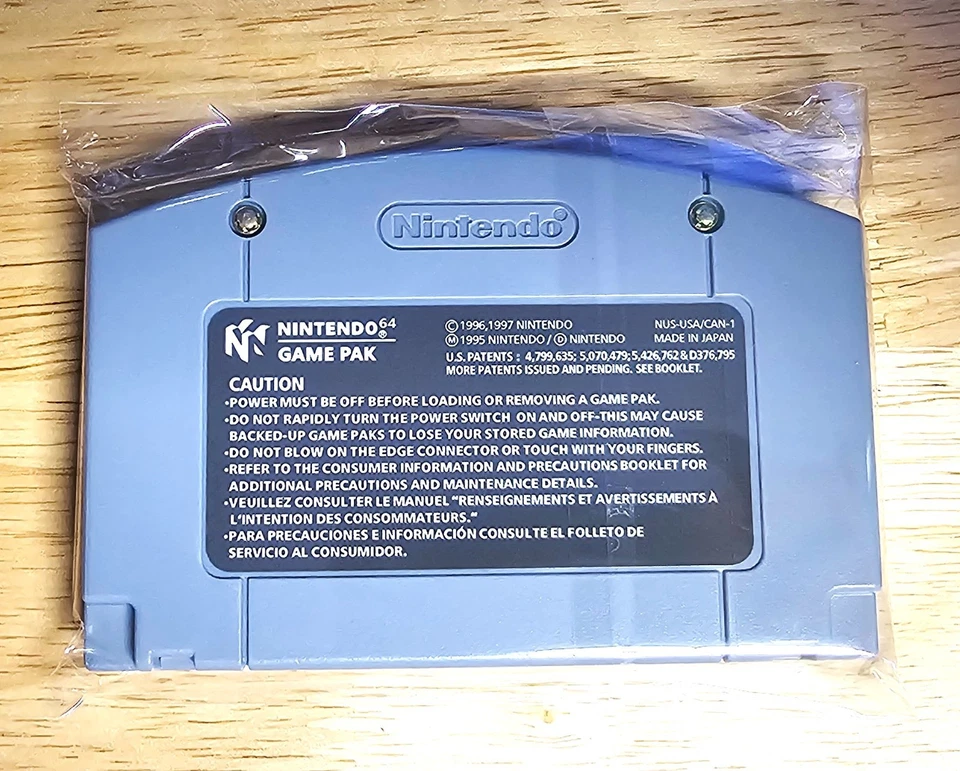 Nintendo®
NINTENDO64®
GAME PAK
©1996,1997 NINTENDO
Ⓜ1995 NINTENDO/Ⓓ NINTENDO
NUS-USA/CAN-1
MADE IN JAPAN
U.S. PATENTS : 4,799,635; 5,070,479; 5,426,762 & D376,795
MORE PATENTS ISSUED AND PENDING. SEE BOOKLET.
CAUTION
•POWER MUST BE OFF BEFORE LOADING OR REMOVING A GAME PAK.
•DO NOT RAPIDLY TURN THE POWER SWITCH ON AND OFF-THIS MAY CAUSE
BACKED-UP GAME PAKS TO LOSE YOUR STORED GAME INFORMATION.
•DO NOT BLOW ON THE EDGE CONNECTOR OR TOUCH WITH YOUR FINGERS.
•REFER TO THE CONSUMER INFORMATION AND PRECAUTIONS BOOKLET FOR
ADDITIONAL PRECAUTIONS AND MAINTENANCE DETAILS.
•VEUILLEZ CONSULTER LE MANUEL "RENSEIGNEMENTS ET AVERTISSEMENTS À
L'INTENTION DES CONSOMMATEURS."
•PARA PRECAUCIONES E INFORMACIÓN CONSULTE EL FOLLETO DE
SERVICIO AL CONSUMIDOR.